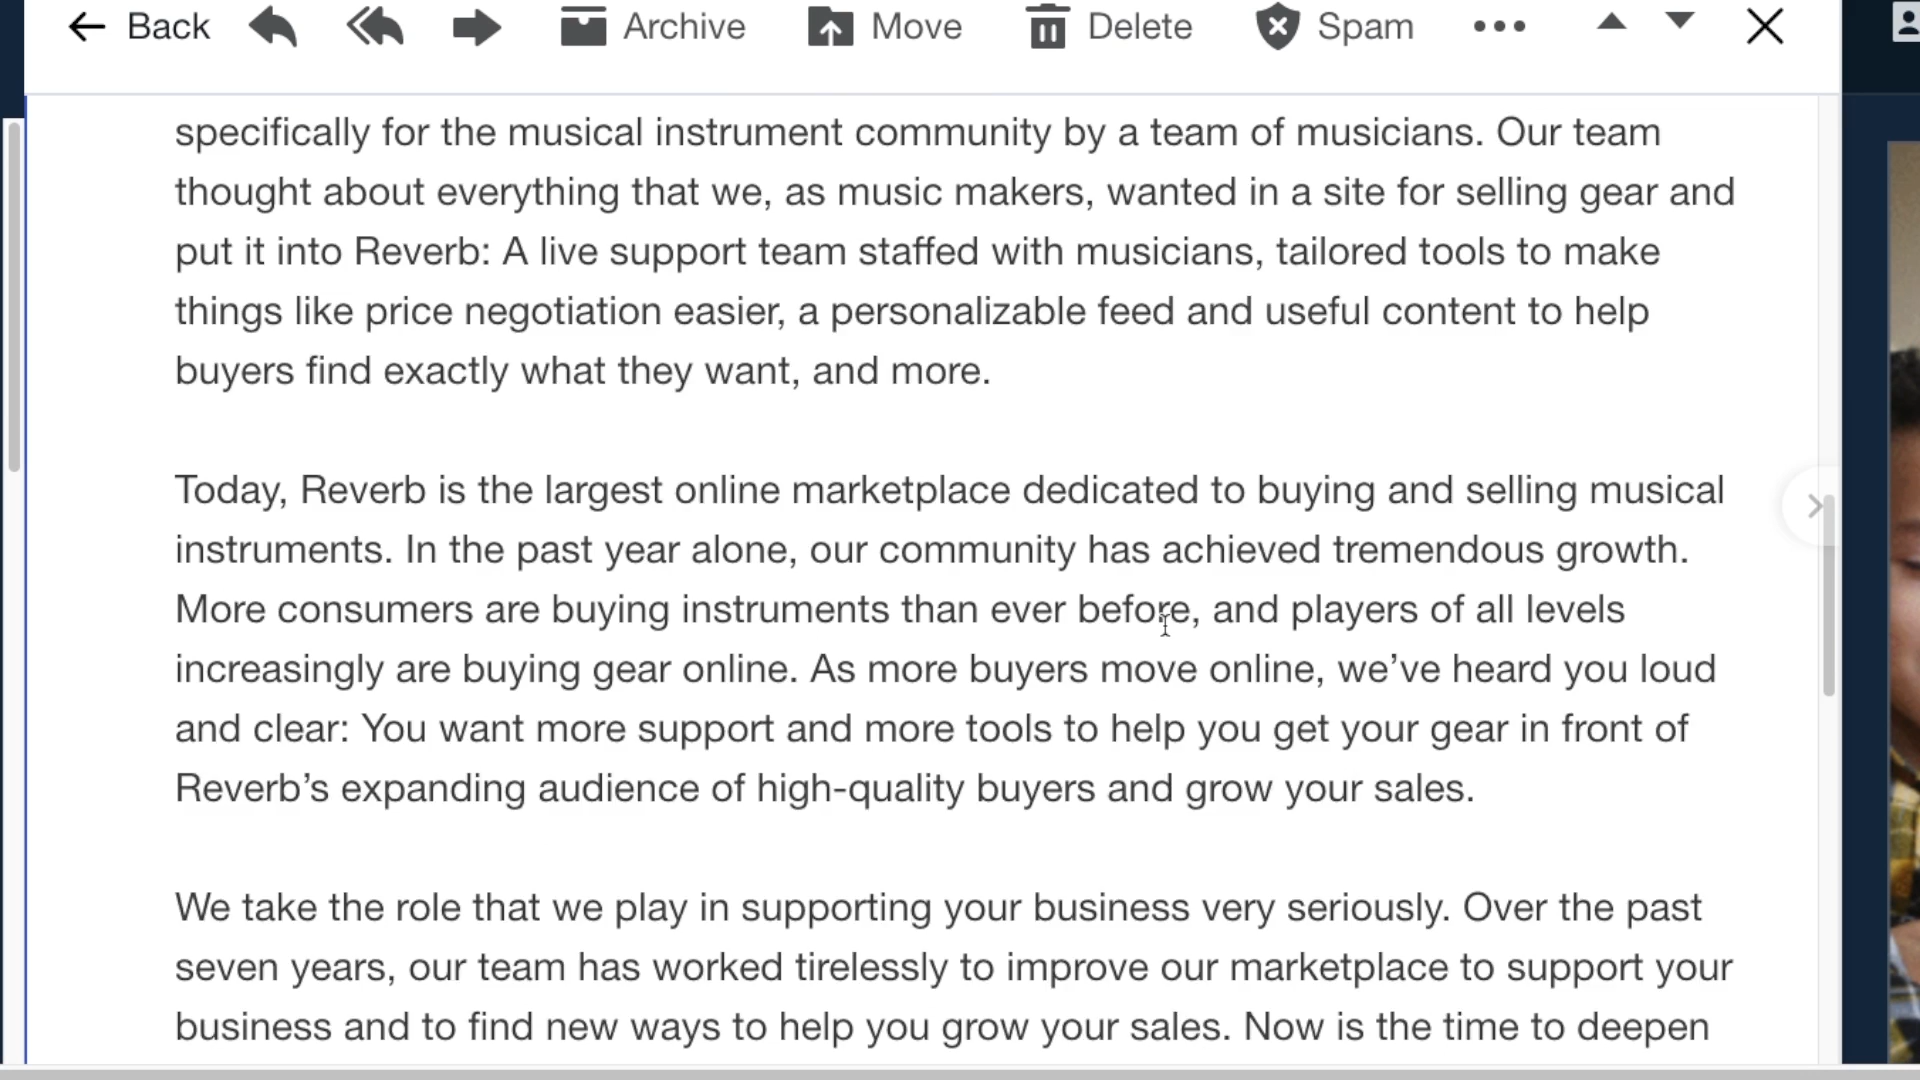 Back
Archive
Move
Delete
Spam
specifically for the musical instrument community by a team of musicians. Our team
thought about everything that we, as music makers, wanted in a site for selling gear and
put it into Reverb: A live support team staffed with musicians, tailored tools to make
things like price negotiation easier, a personalizable feed and useful content to help
buyers find exactly what they want, and more.
Today, Reverb is the largest online marketplace dedicated to buying and selling musical
instruments. In the past year alone, our community has achieved tremendous growth.
More consumers are buying instruments than ever before, and players of all levels
increasingly are buying gear online. As more buyers move online, we’ve heard you loud
and clear: You want more support and more tools to help you get your gear in front of
Reverb’s expanding audience of high-quality buyers and grow your sales.
We take the role that we play in supporting your business very seriously. Over the past
seven years, our team has worked tirelessly to improve our marketplace to support your
business and to find new ways to help you grow your sales. Now is the time to deepen